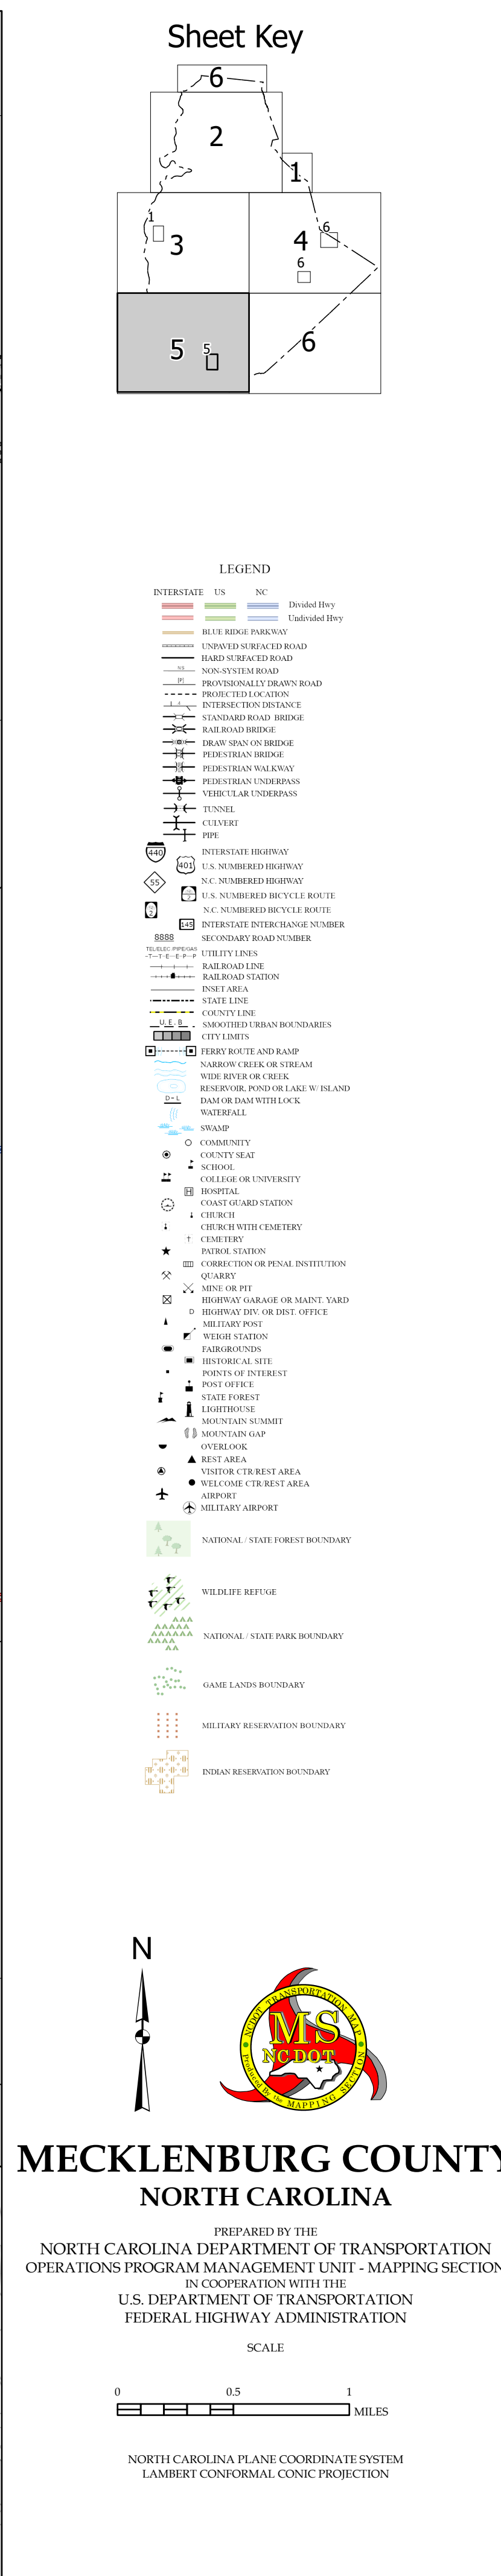 Sheet Key
6
2
1
1
3
4
6
6
5
5
6
LEGEND
INTERSTATE US NC
Divided Hwy
Undivided Hwy
BLUE RIDGE PARKWAY
UNPAVED SURFACED ROAD
HARD SURFACED ROAD
NS NON-SYSTEM ROAD
[P] PROVISIONALLY DRAWN ROAD
PROJECTED LOCATION
INTERSECTION DISTANCE
STANDARD ROAD BRIDGE
RAILROAD BRIDGE
DRAW SPAN ON BRIDGE
PEDESTRIAN BRIDGE
PEDESTRIAN WALKWAY
PEDESTRIAN UNDERPASS
VEHICULAR UNDERPASS
TUNNEL
CULVERT
PIPE
440 INTERSTATE HIGHWAY
401 U.S. NUMBERED HIGHWAY
55 N.C. NUMBERED HIGHWAY
2 U.S. NUMBERED BICYCLE ROUTE
2 N.C. NUMBERED BICYCLE ROUTE
145 INTERSTATE INTERCHANGE NUMBER
8888 SECONDARY ROAD NUMBER
TEL/ELEC PIPE/GAS
-T—T-E—E-P--P UTILITY LINES
RAILROAD LINE
RAILROAD STATION
INSET AREA
STATE LINE
COUNTY LINE
U.E.B SMOOTHED URBAN BOUNDARIES
CITY LIMITS
FERRY ROUTE AND RAMP
NARROW CREEK OR STREAM
WIDE RIVER OR CREEK
RESERVOIR, POND OR LAKE W/ ISLAND
D-L DAM OR DAM WITH LOCK
WATERFALL
SWAMP
COMMUNITY
COUNTY SEAT
SCHOOL
COLLEGE OR UNIVERSITY
H HOSPITAL
COAST GUARD STATION
CHURCH
CHURCH WITH CEMETERY
CEMETERY
PATROL STATION
CORRECTION OR PENAL INSTITUTION
QUARRY
MINE OR PIT
HIGHWAY GARAGE OR MAINT. YARD
D HIGHWAY DIV. OR DIST. OFFICE
MILITARY POST
WEIGH STATION
FAIRGROUNDS
HISTORICAL SITE
POINTS OF INTEREST
POST OFFICE
STATE FOREST
LIGHTHOUSE
MOUNTAIN SUMMIT
MOUNTAIN GAP
OVERLOOK
REST AREA
VISITOR CTR/REST AREA
WELCOME CTR/REST AREA
AIRPORT
MILITARY AIRPORT
NATIONAL / STATE FOREST BOUNDARY
WILDLIFE REFUGE
NATIONAL / STATE PARK BOUNDARY
GAME LANDS BOUNDARY
MILITARY RESERVATION BOUNDARY
INDIAN RESERVATION BOUNDARY
N
NCDOT TRANSPORTATION MAP
MS
NCDOT
Produced By the MAPPING SECTION
MECKLENBURG COUNTY
NORTH CAROLINA
PREPARED BY THE
NORTH CAROLINA DEPARTMENT OF TRANSPORTATION
OPERATIONS PROGRAM MANAGEMENT UNIT - MAPPING SECTION
IN COOPERATION WITH THE
U.S. DEPARTMENT OF TRANSPORTATION
FEDERAL HIGHWAY ADMINISTRATION
SCALE
0 0.5 1
MILES
NORTH CAROLINA PLANE COORDINATE SYSTEM
LAMBERT CONFORMAL CONIC PROJECTION